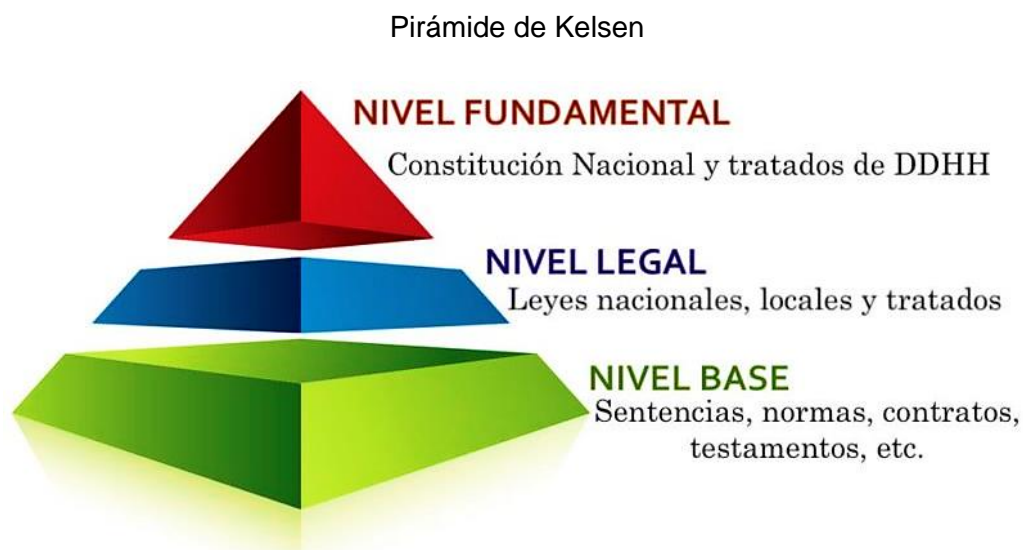 Pirámide de Kelsen
NIVEL FUNDAMENTAL
Constitución Nacional y tratados de DDHH
NIVEL LEGAL
Leyes nacionales, locales y tratados
NIVEL BASE
Sentencias, normas, contratos,
testamentos, etc.